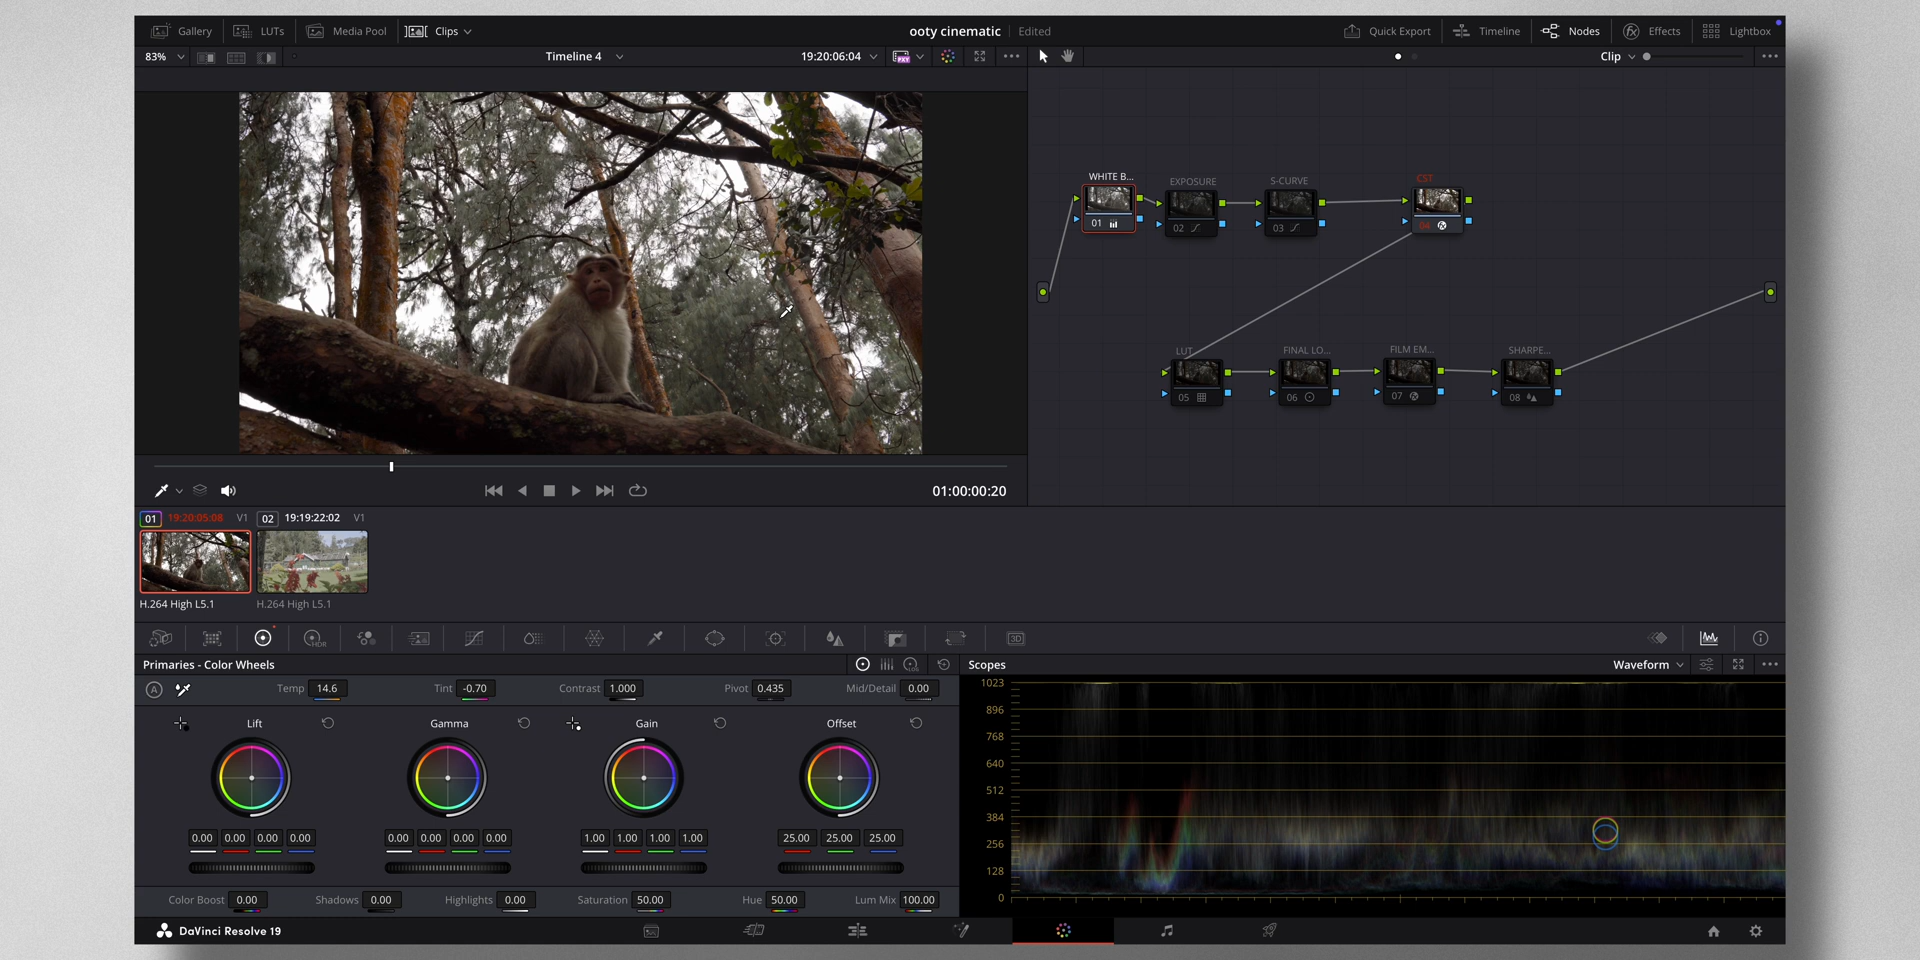 Gallery LUTs Media Pool Clips ooty cinematic Edited Quick Export Timeline Nodes Effects Lightbox
83% Timeline 4 19:20:06:04 PXY Clip
WHITE B... EXPOSURE S-CURVE CST
01 02 03 04
LUT FINAL LO... FILM EM... SHARPE...
05 06 07 08
01:00:00:20
01 19:20:05:08 V1 02 19:19:22:02 V1
H.264 High L5.1 H.264 High L5.1
HDR 3D
Primaries - Color Wheels LOG Scopes Waveform
A Temp 14.6 Tint -0.70 Contrast 1.000 Pivot 0.435 Mid/Detail 0.00
Lift Gamma Gain Offset
0.00 0.00 0.00 0.00 0.00 0.00 0.00 0.00 1.00 1.00 1.00 1.00 25.00 25.00 25.00
Color Boost 0.00 Shadows 0.00 Highlights 0.00 Saturation 50.00 Hue 50.00 Lum Mix 100.00
1023
896
768
640
512
384
256
128
0
DaVinci Resolve 19